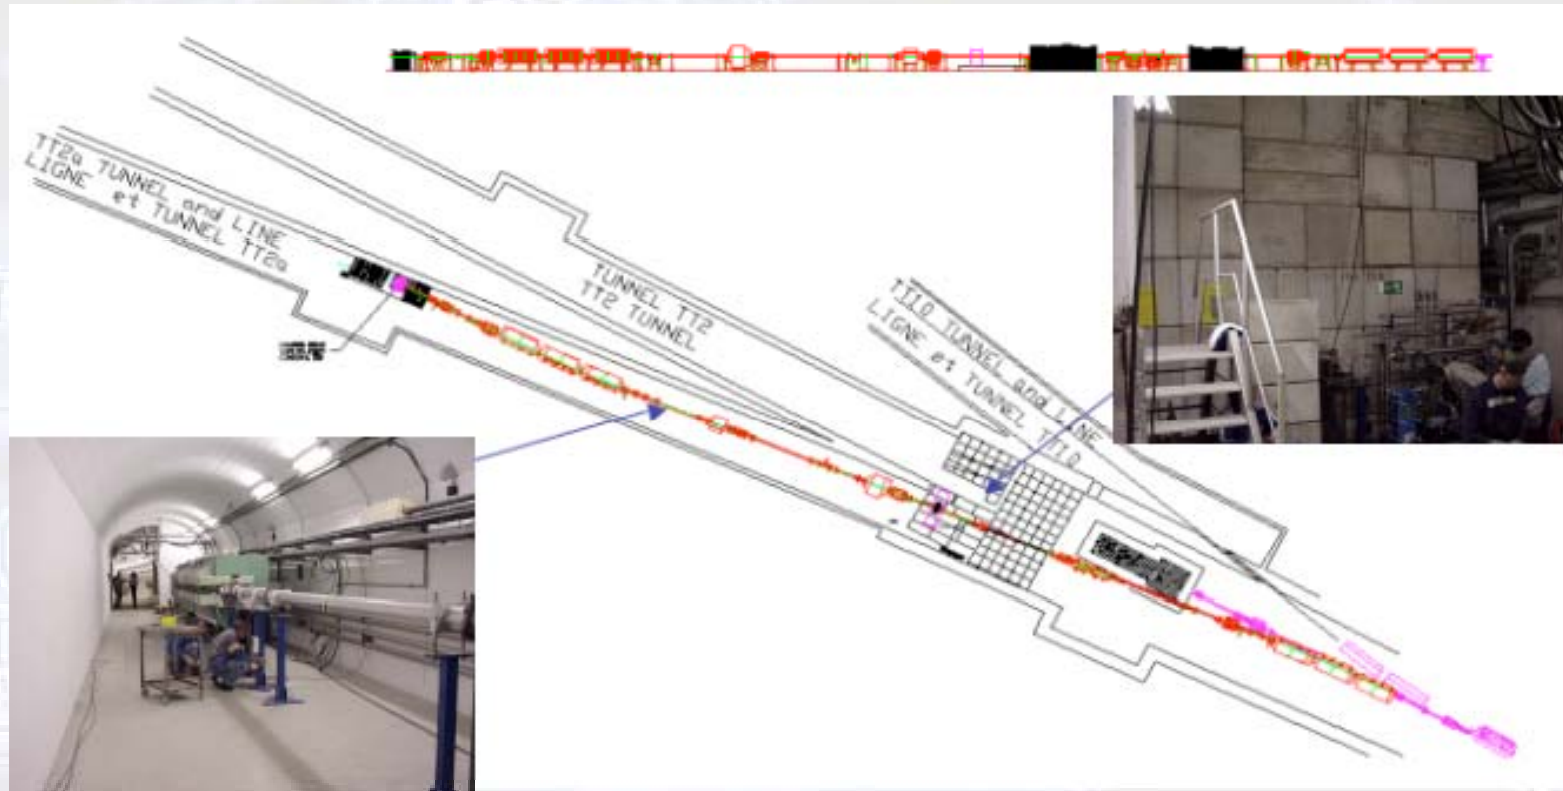 TT2a TUNNEL and LINE
LIGNE et TUNNEL TT2a
TUNNEL TT2
TT2 TUNNEL
TT10 TUNNEL and LINE
LIGNE et TUNNEL TT10